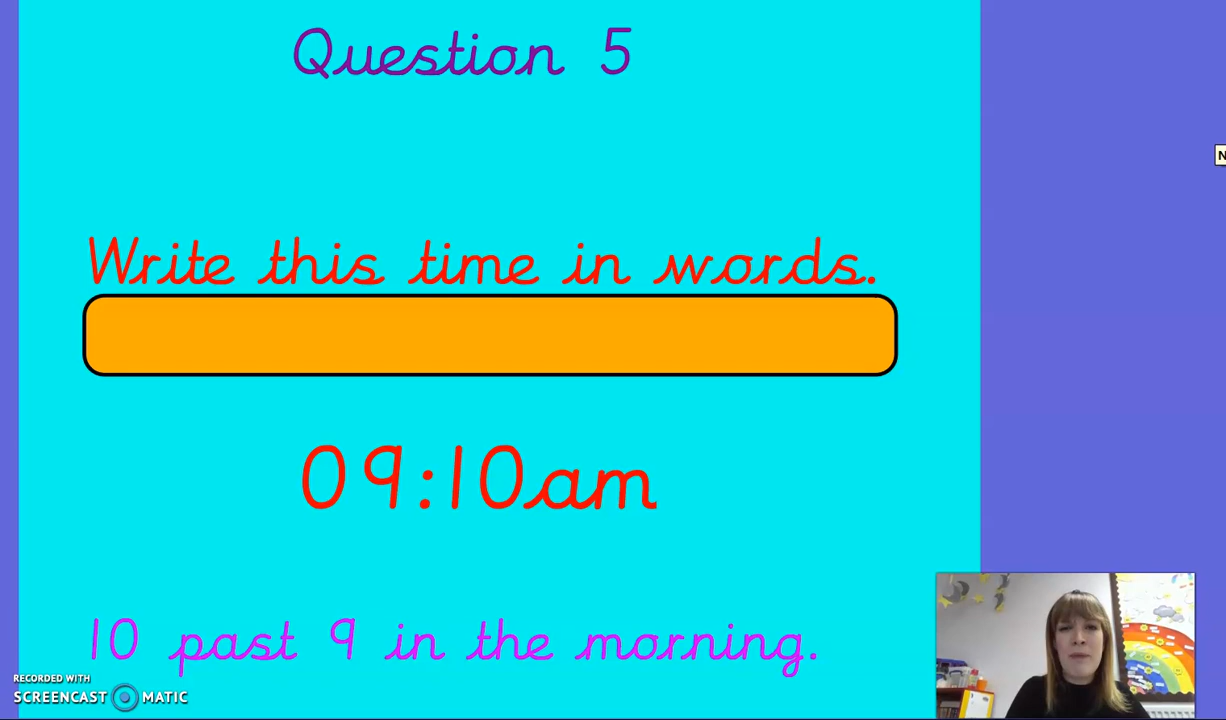 Question 5
N
Write this time in words.
09:10am
10 past 9 in the morning.
RECORDED WITH
SCREENCAST MATIC